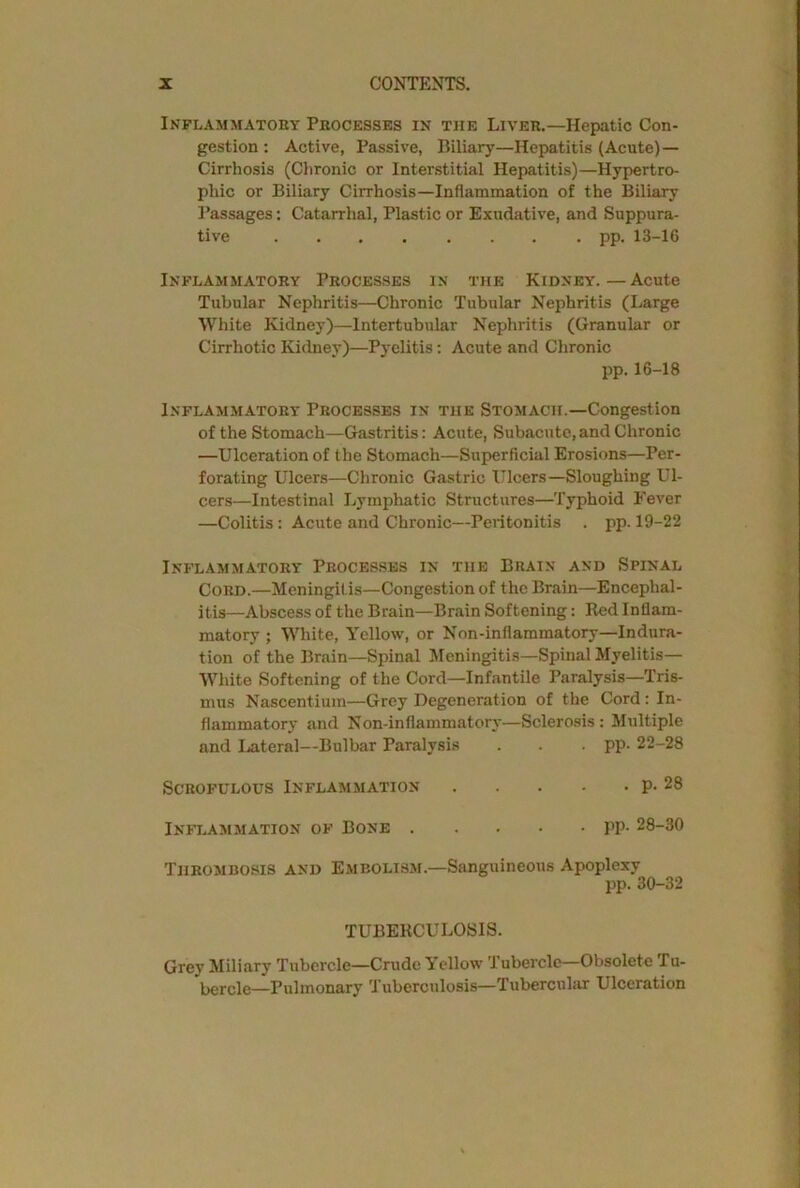 x CONTENTS.
Inflammatory Processes in the Liver.—Hepatic Con-
gestion : Active, Passive, Biliary—Hepatitis (Acute)—
Cirrhosis (Chronic or Interstitial Hepatitis)—Hypertro-
phic or Biliary Cirrhosis—Inflammation of the Biliary
Passages : Catarrhal, Plastic or Exudative, and Suppura-
tive . . . . . . . . pp. 13-16
Inflammatory Processes in the Kidney. — Acute
Tubular Nephritis—Chronic Tubular Nephritis (Large
White Kidney)—Intertubular Nephritis (Granular or
Cirrhotic Kidney)—Pyelitis : Acute and Chronic
pp. 16-18
Inflammatory Processes in the Stomach.—Congestion
of the Stomach—Gastritis : Acute, Subacute, and Chronic
—Ulceration of the Stomach—Superficial Erosions—Per-
forating Ulcers—Chronic Gastric Ulcers—Sloughing Ul-
cers—Intestinal Lymphatic Structures—Typhoid Fever
—Colitis : Acute and Chronic—Peritonitis . pp. 19-22
Inflammatory Processes in the Brain and Spinal
Cord.—Meningitis—Congestion of the Brain—Encephal-
itis—Abscess of the Brain—Brain Softening : Red Inflam-
matory ; White, Yellow, or Non-inflammatory—Indura-
tion of the Brain—Spinal Meningitis—Spinal Myelitis—
White Softening of the Cord—Infantile Paralysis—Tris-
mus Nascentium—Grey Degeneration of the Cord : In-
flammatory and Non-inflammatory—Sclerosis : Multiple
and Lateral—Bulbar Paralysis . . . pp. 22-28
Scrofulous Inflammation . . . . . p. 28
Inflammation of Bone . . . . . pp. 28-30
Thrombosis and Embolism.—Sanguineous Apoplexy
pp. 30-32
TUBERCULOSIS.
Grey Miliary Tubercle—Crude Yellow Tubercle—Obsolete Tu-
bercle—Pulmonary Tuberculosis—Tubercular Ulceration